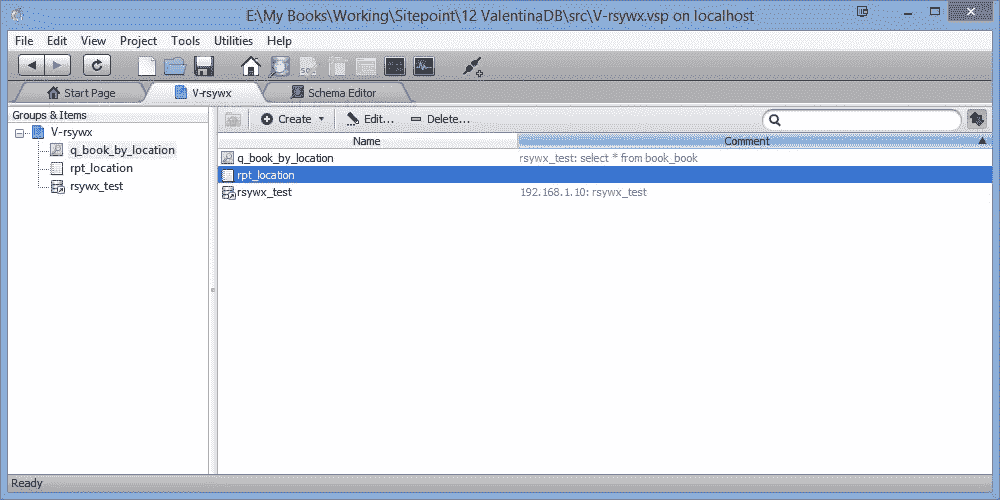 E:\My Books\Working\Sitepoint\12 ValentinaDB\src\V-rsywx.vsp on localhost
File Edit View Project Tools Utilities Help
Start Page V-rsywx Schema Editor
Groups & Items
V-rsywx
q_book_by_location
rpt_location
rsywx_test
Create Edit... Delete...
Name Comment
q_book_by_location rsywx_test: select * from book_book
rpt_location
rsywx_test 192.168.1.10: rsywx_test
Ready